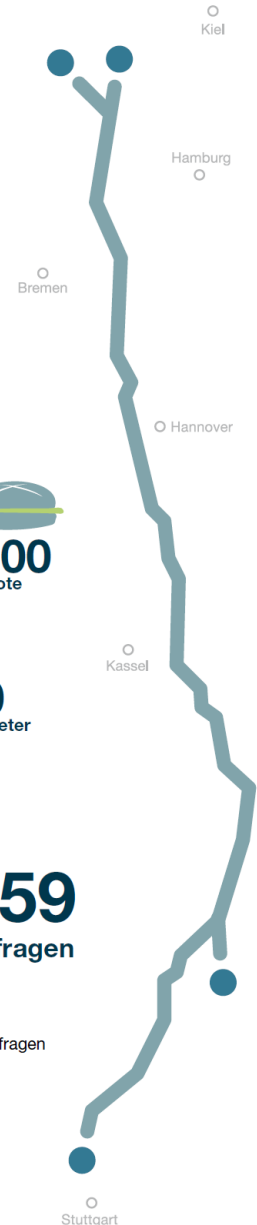 Kiel
Hamburg
Bremen
Hannover
00
ote
Kassel
eter
59
fragen
fragen
Stuttgart